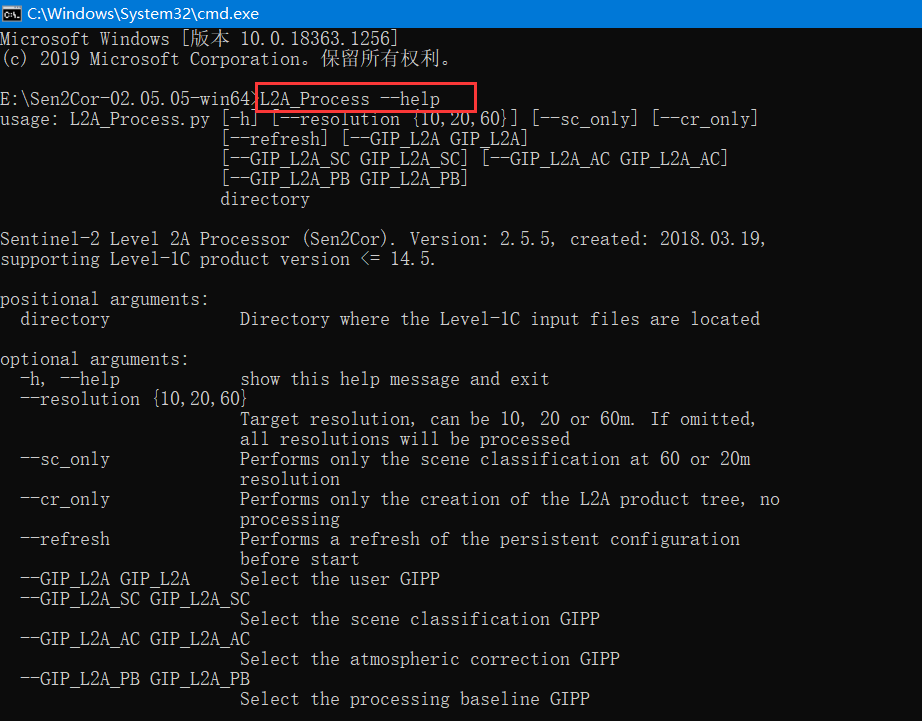 C:\Windows\System32\cmd.exe
Microsoft Windows [版本 10.0.18363.1256]
(c) 2019 Microsoft Corporation。保留所有权利。
E:\Sen2Cor-02.05.05-win64>L2A_Process --help
usage: L2A_Process.py [-h] [--resolution {10,20,60}] [--sc_only] [--cr_only]
[--refresh] [--GIP_L2A GIP_L2A]
[--GIP_L2A_SC GIP_L2A_SC] [--GIP_L2A_AC GIP_L2A_AC]
[--GIP_L2A_PB GIP_L2A_PB]
directory
Sentinel-2 Level 2A Processor (Sen2Cor). Version: 2.5.5, created: 2018.03.19,
supporting Level-1C product version <= 14.5.
positional arguments:
directory Directory where the Level-1C input files are located
optional arguments:
-h, --help show this help message and exit
--resolution {10,20,60}
Target resolution, can be 10, 20 or 60m. If omitted,
all resolutions will be processed
--sc_only Performs only the scene classification at 60 or 20m
resolution
--cr_only Performs only the creation of the L2A product tree, no
processing
--refresh Performs a refresh of the persistent configuration
before start
--GIP_L2A GIP_L2A Select the user GIPP
--GIP_L2A_SC GIP_L2A_SC
Select the scene classification GIPP
--GIP_L2A_AC GIP_L2A_AC
Select the atmospheric correction GIPP
--GIP_L2A_PB GIP_L2A_PB
Select the processing baseline GIPP